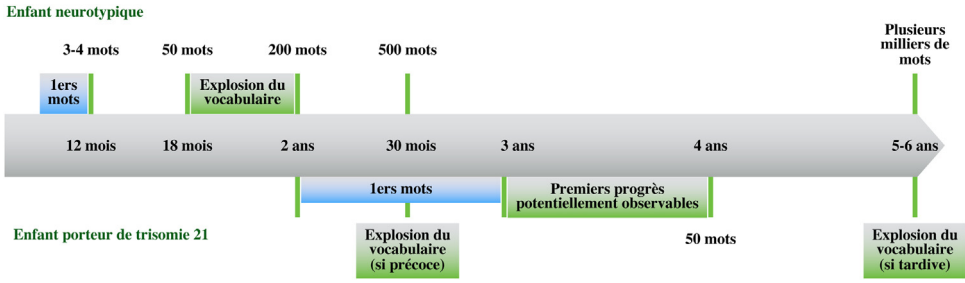 Enfant neurotypique
3-4 mots
50 mots
200 mots
500 mots
Plusieurs
milliers de
mots
1ers
mots
Explosion du
vocabulaire
12 mois
18 mois
2 ans
30 mois
3 ans
4 ans
5-6 ans
1ers mots
Premiers progrès
potentiellement observables
Enfant porteur de trisomie 21
Explosion du
vocabulaire
(si précoce)
50 mots
Explosion du
vocabulaire
(si tardive)